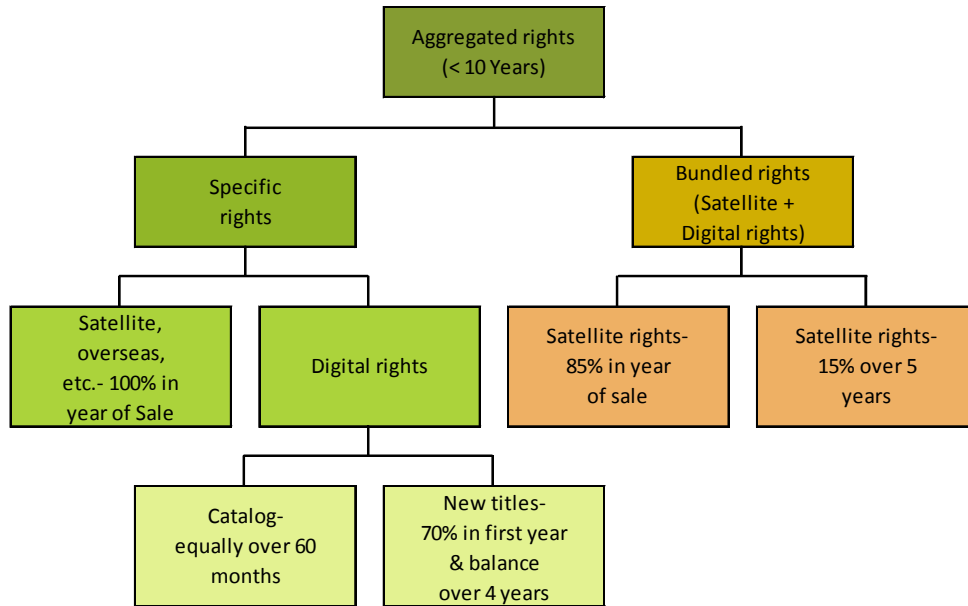 Aggregated rights
(< 10 Years)
Specific
rights
Bundled rights
(Satellite +
Digital rights)
Satellite,
overseas,
etc.- 100% in
year of Sale
Digital rights
Satellite rights-
85% in year
of sale
Satellite rights-
15% over 5
years
Catalog-
equally over 60
months
New titles-
70% in first year
& balance
over 4 years